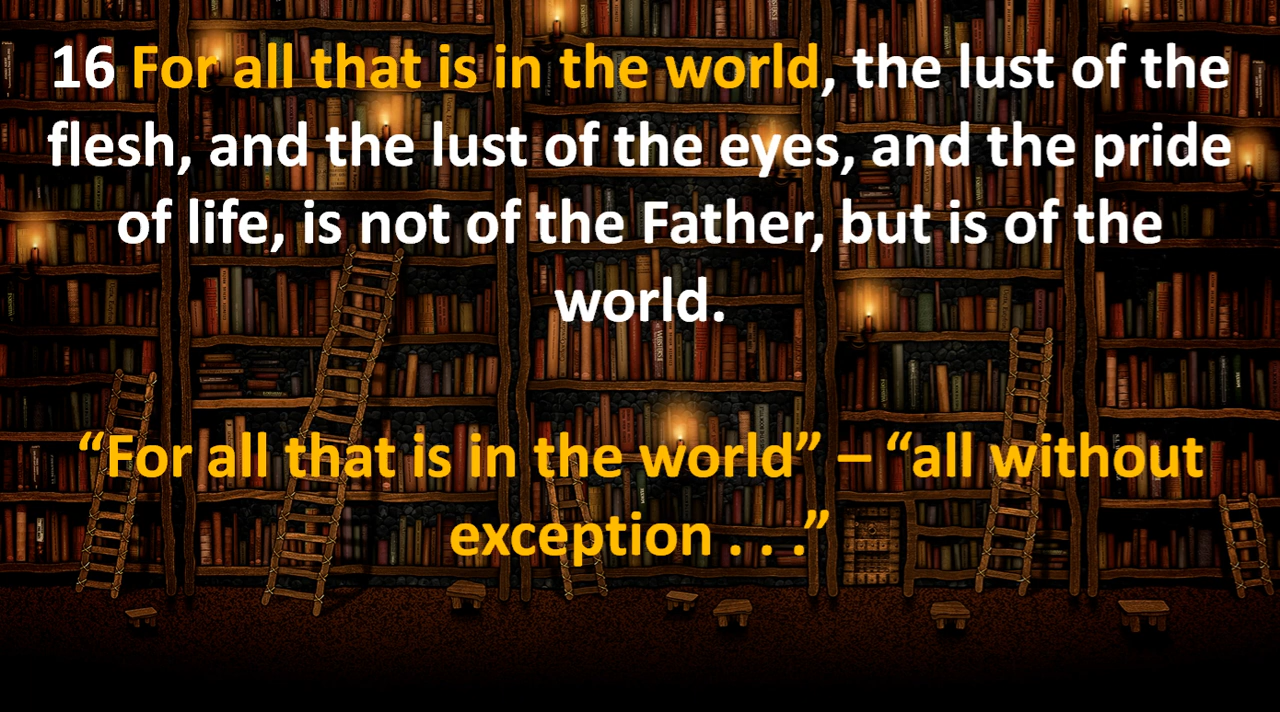 16 For all that is in the world, the lust of the
flesh, and the lust of the eyes, and the pride
of life, is not of the Father, but is of the
world.
“For all that is in the world” – “all without
exception . . .”